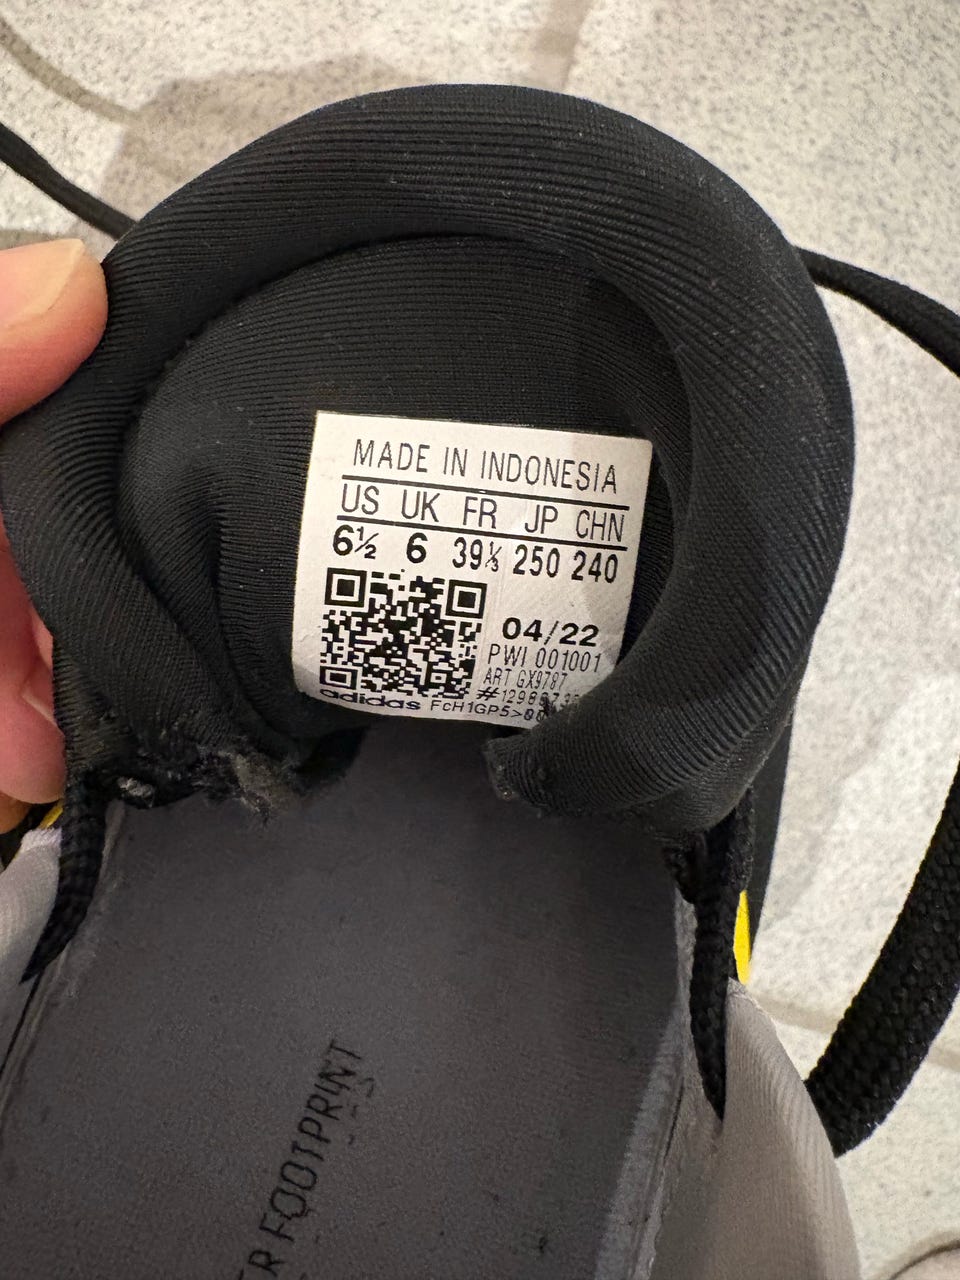 MADE IN INDONESIA
US UK FR JP CHN
6½ 6 39⅓ 250 240
04/22
PWI 001001
ART GX9787
adidas FcH1GP5>
FOOTPRINT